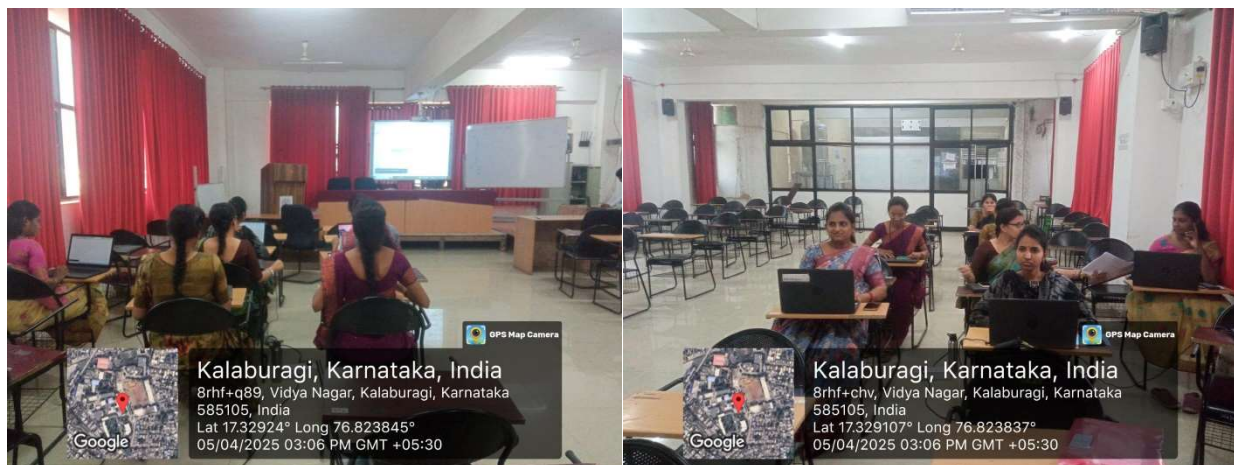 GPS Map Camera
Kalaburagi, Karnataka, India
8rhf+q89, Vidya Nagar, Kalaburagi, Karnataka
585105, India
Lat 17.32924° Long 76.823845°
05/04/2025 03:06 PM GMT +05:30
Google
GPS Map Camera
Kalaburagi, Karnataka, India
8rhf+chv, Vidya Nagar, Kalaburagi, Karnataka
585105, India
Lat 17.329107° Long 76.823837°
05/04/2025 03:06 PM GMT +05:30
Google